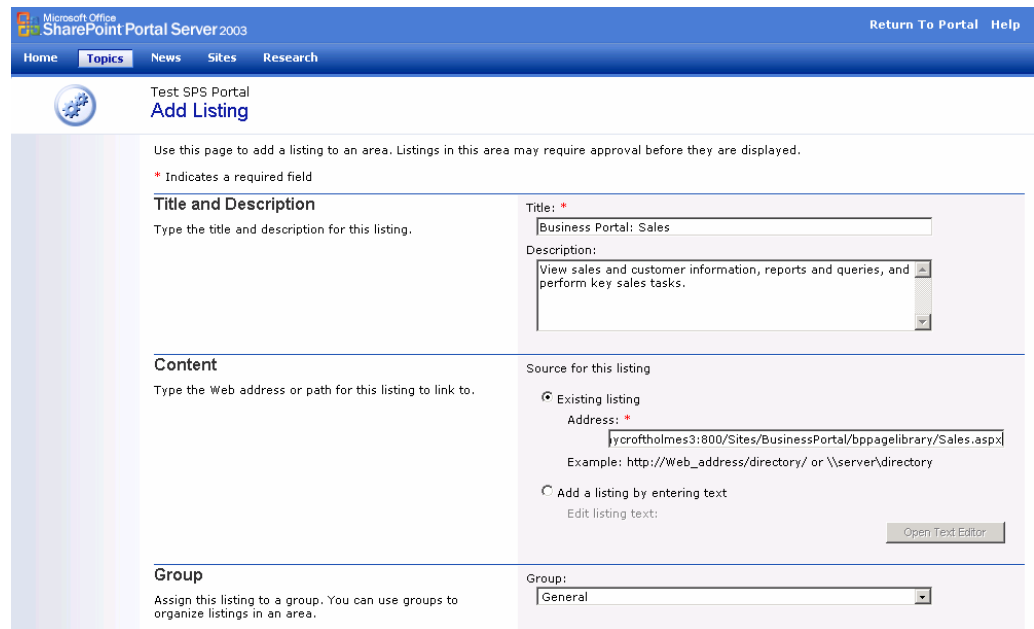 Microsoft Office
SharePoint Portal Server 2003
Return To Portal Help
Home Topics News Sites Research
Test SPS Portal
Add Listing
Use this page to add a listing to an area. Listings in this area may require approval before they are displayed.
* Indicates a required field
Title and Description
Type the title and description for this listing.
Title: *
Business Portal: Sales
Description:
View sales and customer information, reports and queries, and
perform key sales tasks.
Content
Type the Web address or path for this listing to link to.
Source for this listing
Existing listing
Address: *
ycroftholmes3:800/Sites/BusinessPortal/bppagelibrary/Sales.aspx
Example: http://Web_address/directory/ or \\server\directory
Add a listing by entering text
Edit listing text:
Open Text Editor
Group
Assign this listing to a group. You can use groups to
organize listings in an area.
Group:
General